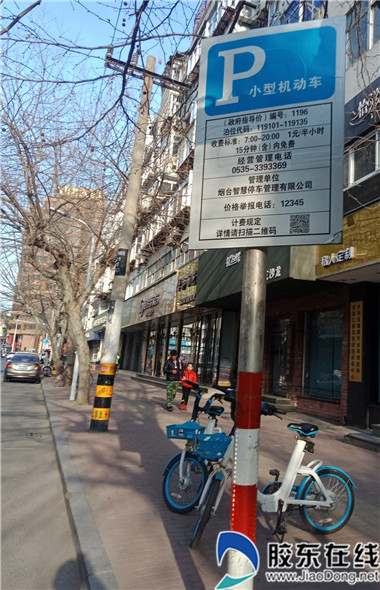 P 小型机动车
【政府指导价】编号：1196
泊位代码：119101-119135
收费标准：7:00-20:00 1元/半小时
15分钟(含)内免费
经营管理电话
0535-3393369
管理单位
烟台智慧停车管理有限公司
价格举报电话：12345
计费规定
详情请扫描二维码
私人定制
胶东在线
www.JiaoDong.net